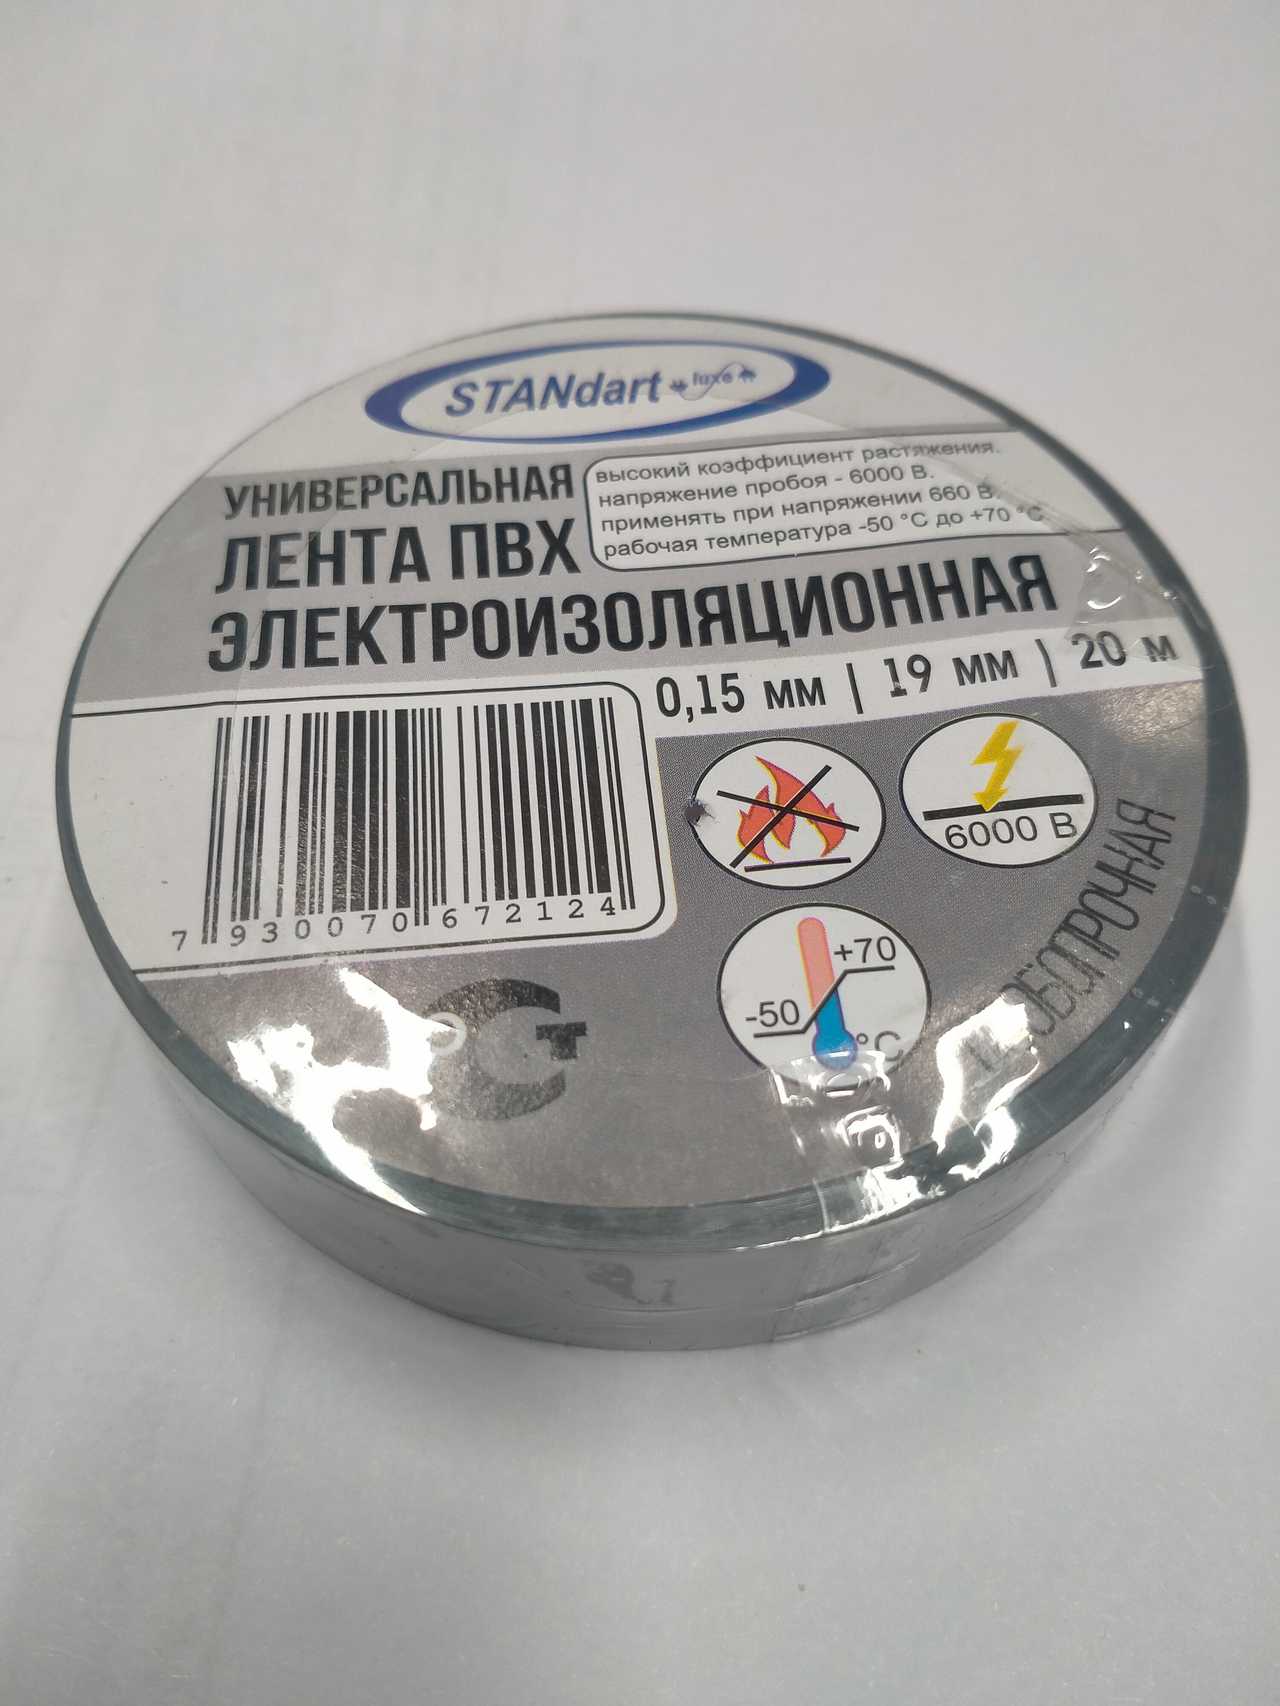 STANdart luxe
УНИВЕРСАЛЬНАЯ
ЛЕНТА ПВХ
ЭЛЕКТРОИЗОЛЯЦИОННАЯ
высокий коэффициент растяжения.
напряжение пробоя - 6000 В.
применять при напряжении 660 В.
рабочая температура -50 °С до +70 °С
0,15 мм | 19 мм | 20 м
7 930070 672124
6000 В
+70
-50
°С